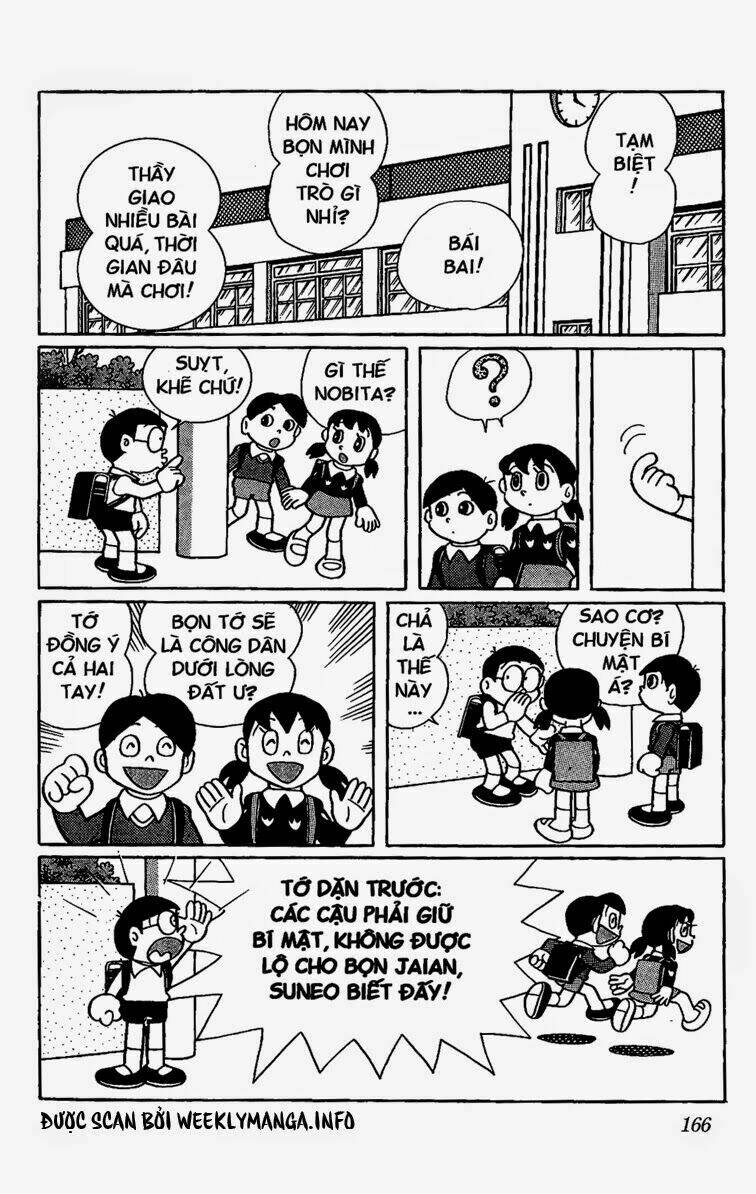 TẠM
BIỆT
!
BÁI
BAI!
HÔM NAY
BỌN MÌNH
CHƠI
TRÒ GÌ
NHỈ?
THẦY
GIAO
NHIỀU BÀI
QUÁ, THỜI
GIAN ĐÂU
MÀ CHƠI!
?
GÌ THẾ
NOBITA?
SUỴT,
KHẼ CHỨ!
SAO CƠ?
CHUYỆN BÍ
MẬT
Á?
CHẢ
LÀ
THẾ
NÀY
...
BỌN TỚ SẼ
LÀ CÔNG DÂN
DƯỚI LÒNG
ĐẤT Ư?
TỚ
ĐỒNG Ý
CẢ HAI
TAY!
TỚ DẶN TRƯỚC:
CÁC CẬU PHẢI GIỮ
BÍ MẬT, KHÔNG ĐƯỢC
LỘ CHO BỌN JAIAN,
SUNEO BIẾT ĐẤY!
ĐƯỢC SCAN BỞI WEEKLYMANGA.INFO
166